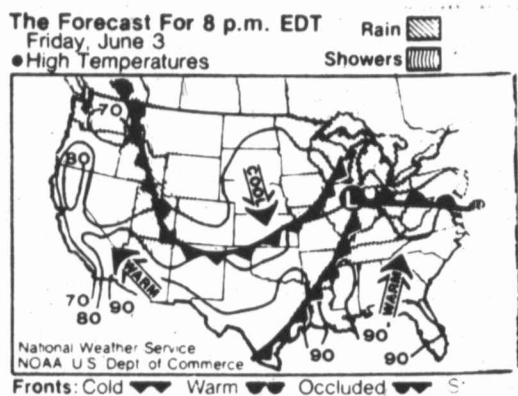 The Forecast For 8 p.m. EDT
Friday, June 3
High Temperatures
Rain
Showers
70
80
COOL
L
WARM
WARM
70
80
90
90
90
90
National Weather Service
NOAA U S Dept of Commerce
Fronts: Cold Warm Occluded S